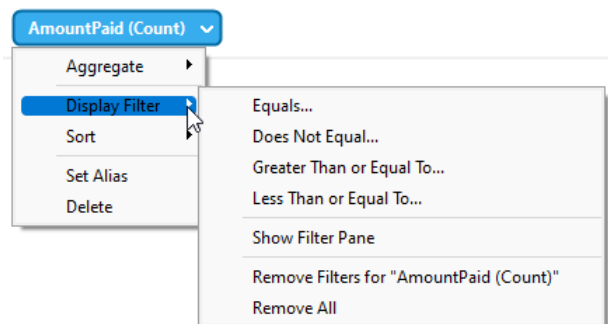 AmountPaid (Count)
Aggregate
Display Filter
Sort
Set Alias
Delete
Equals...
Does Not Equal...
Greater Than or Equal To...
Less Than or Equal To...
Show Filter Pane
Remove Filters for "AmountPaid (Count)"
Remove All